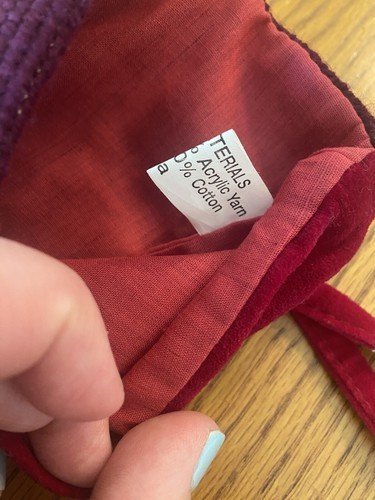 TERIALS
% Acrylic Yarn
0% Cotton
a